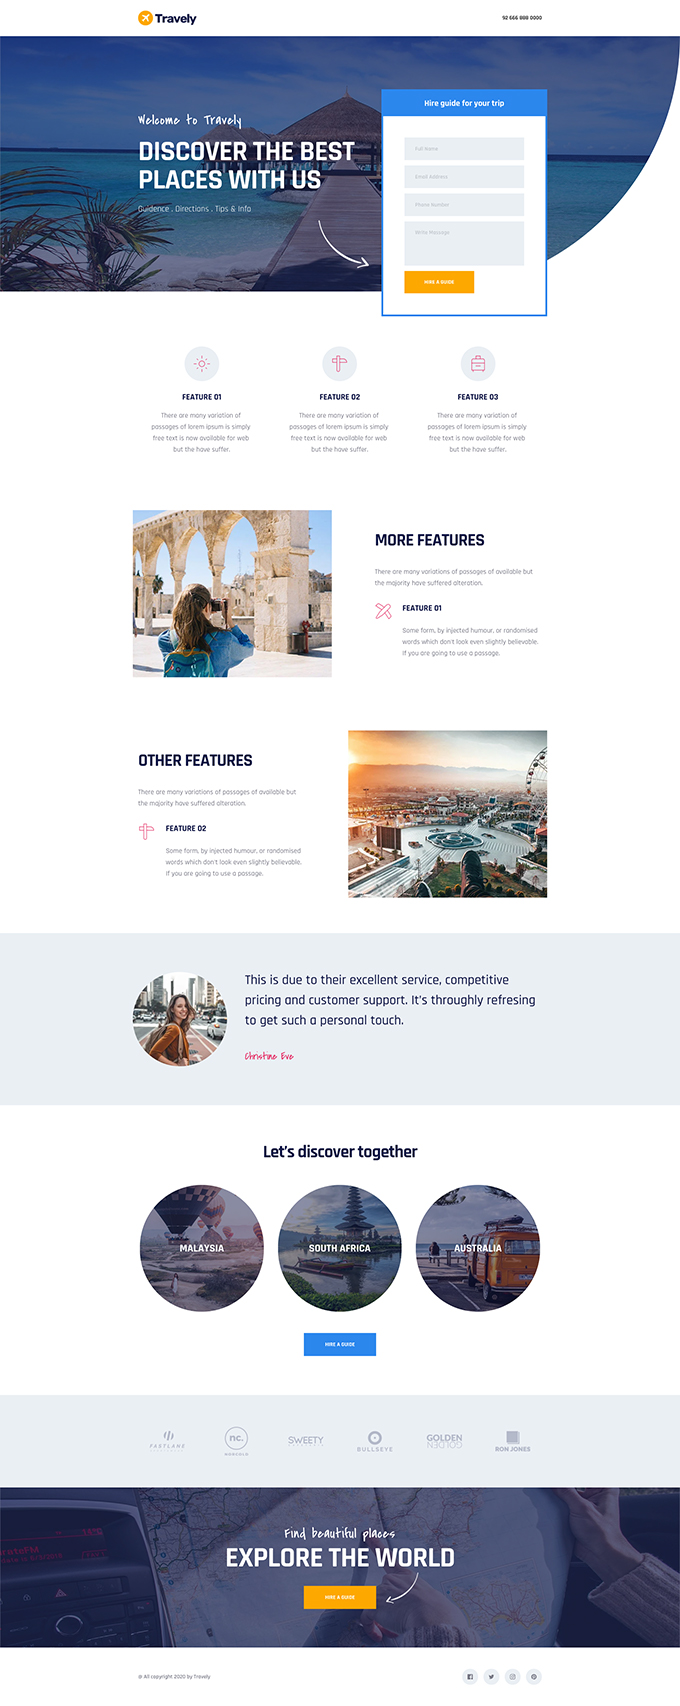 Travely
92 666 888 0000
Welcome to Travely
DISCOVER THE BEST
PLACES WITH US
Guidence . Directions . Tips & Info
Hire guide for your trip
Full Name
Email Address
Phone Number
Write Massage
HIRE A GUIDE
FEATURE 01
There are many variation of
passages of lorem ipsum is simply
free text is now available for web
but the have suffer.
FEATURE 02
There are many variation of
passages of lorem ipsum is simply
free text is now available for web
but the have suffer.
FEATURE 03
There are many variation of
passages of lorem ipsum is simply
free text is now available for web
but the have suffer.
MORE FEATURES
There are many variations of passages of available but
the majority have suffered alteration.
FEATURE 01
Some form, by injected humour, or randomised
words which don't look even slightly believable.
If you are going to use a passage.
OTHER FEATURES
There are many variations of passages of available but
the majority have suffered alteration.
FEATURE 02
Some form, by injected humour, or randomised
words which don't look even slightly believable.
If you are going to use a passage.
This is due to their excellent service, competitive
pricing and customer support. It's throughly refresing
to get such a personal touch.
Christine Eve
Let's discover together
MALAYSIA
SOUTH AFRICA
AUSTRALIA
HIRE A GUIDE
FASTLANE
nc.
NORCOLD
SWEETY
BULLSEYE
GOLDEN
GOLDEN
RON JONES
Find beautiful places
EXPLORE THE WORLD
HIRE A GUIDE
@ All copyright 2020 by Travely